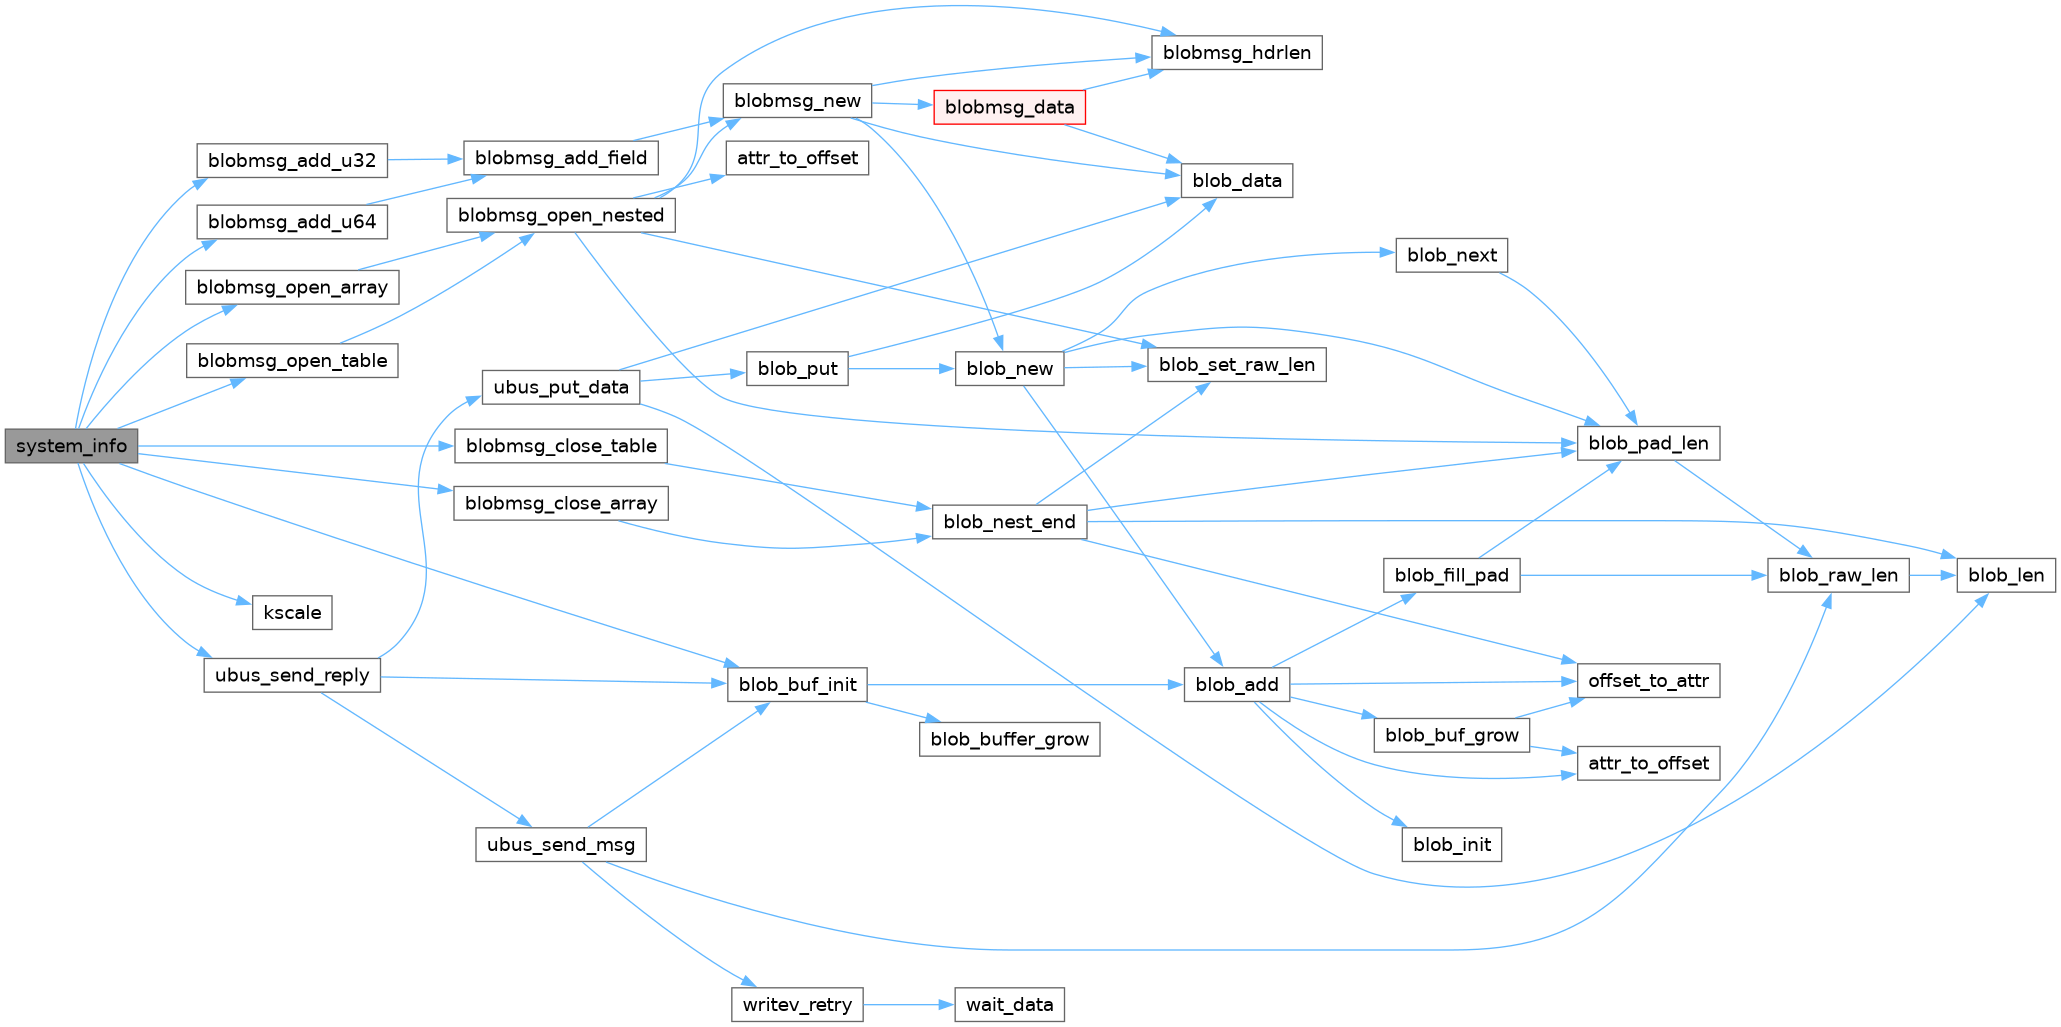 system_info
blobmsg_add_u32
blobmsg_add_u64
blobmsg_open_array
blobmsg_open_table
kscale
ubus_send_reply
blobmsg_add_field
blobmsg_open_nested
ubus_put_data
blobmsg_close_table
blobmsg_close_array
ubus_send_msg
blobmsg_new
attr_to_offset
blob_put
blob_buf_init
writev_retry
blobmsg_data
blob_new
blob_nest_end
blob_buffer_grow
wait_data
blobmsg_hdrlen
blob_data
blob_set_raw_len
blob_add
blob_next
blob_fill_pad
blob_buf_grow
blob_init
blob_pad_len
offset_to_attr
attr_to_offset
blob_raw_len
blob_len